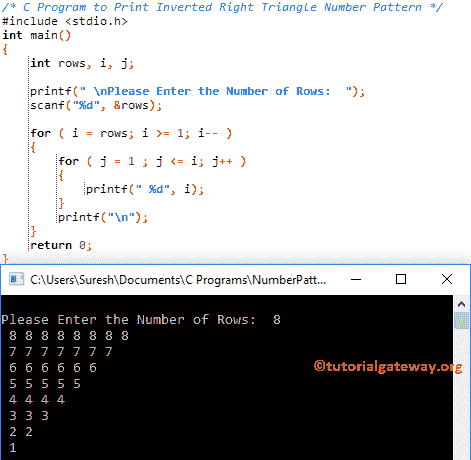 /* C Program to Print Inverted Right Triangle Number Pattern */
#include <stdio.h>
int main()
{
int rows, i, j;
printf(" \nPlease Enter the Number of Rows:  ");
scanf("%d", &rows);
for ( i = rows; i >= 1; i-- )
{
for ( j = 1 ; j <= i; j++ )
{
printf(" %d", i);
}
printf("\n");
}
return 0;
}
C:\Users\Suresh\Documents\C Programs\NumberPatt...
Please Enter the Number of Rows:  8
8 8 8 8 8 8 8 8
7 7 7 7 7 7 7
6 6 6 6 6 6
©tutorialgateway.org
5 5 5 5 5
4 4 4 4
3 3 3
2 2
1